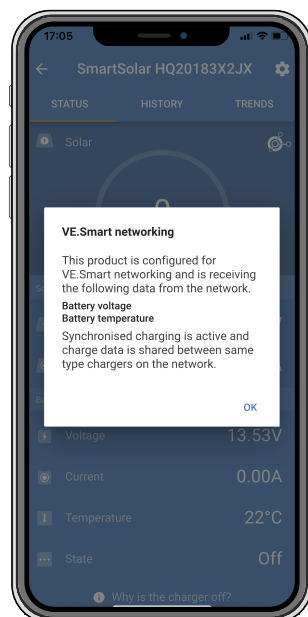 17:05
SmartSolar HQ20183X2JX
STATUS HISTORY TRENDS
Solar
VE.Smart networking
This product is configured for
VE.Smart networking and is receiving
the following data from the network.
Battery voltage
Battery temperature
Synchronised charging is active and
charge data is shared between same
type chargers on the network.
OK
Voltage 13.53V
Current 0.00A
Temperature 22°C
State Off
Why is the charger off?